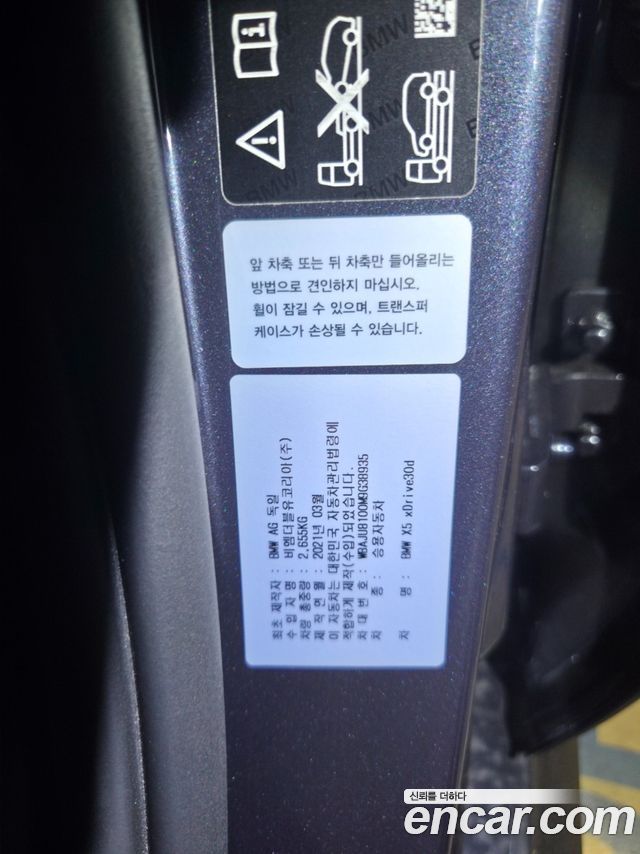 BMW
BMW
BMW
앞 차축 또는 뒤 차축만 들어올리는
방법으로 견인하지 마십시오.
휠이 잠길 수 있으며, 트랜스퍼
케이스가 손상될 수 있습니다.
최초 제작자 : BMW AG 독일
수 입 자 명 : 비엠더블유코리아(주)
차량 총중량 : 2,655KG
제 작 연 월 : 2021년 03월
이 자동차는 대한민국 자동차관리법령에
적합하게 제작(수입)되었습니다.
차 대 번 호 : WBAJU8100M9G38935
차 종 : 승용자동차
차 명 : BMW X5 xDrive30d
신뢰를 더하다
encar.com